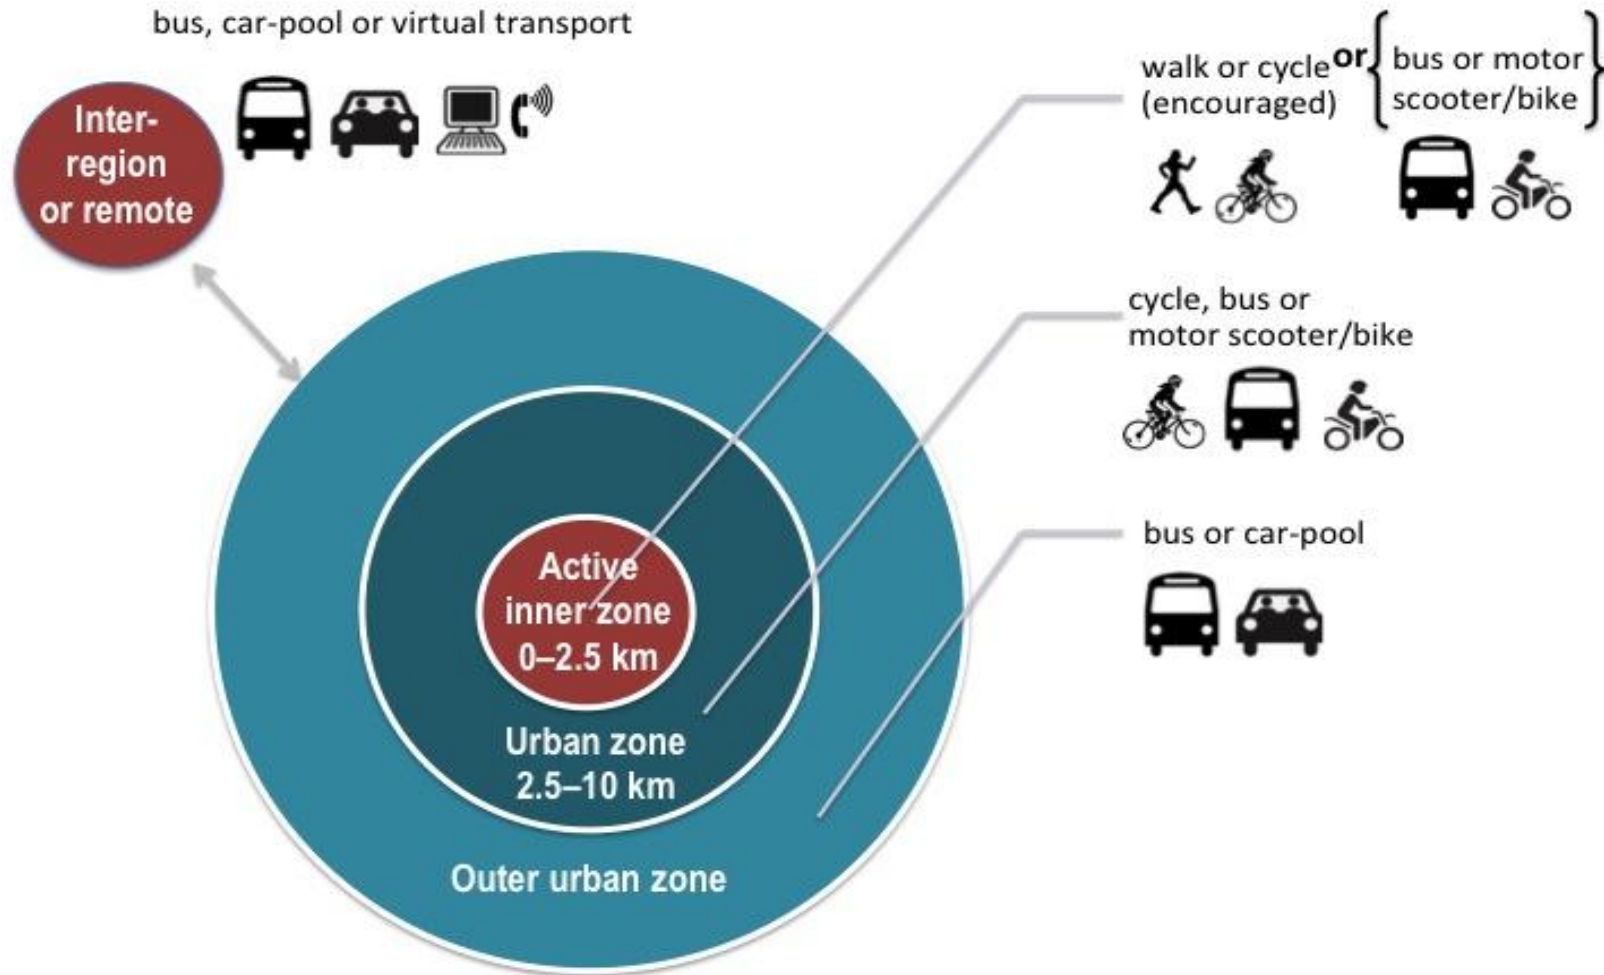 bus, car-pool or virtual transport
Inter-
region
or remote
walk or cycle or { bus or motor }
(encouraged) scooter/bike
cycle, bus or
motor scooter/bike
bus or car-pool
Active
inner zone
0–2.5 km
Urban zone
2.5–10 km
Outer urban zone